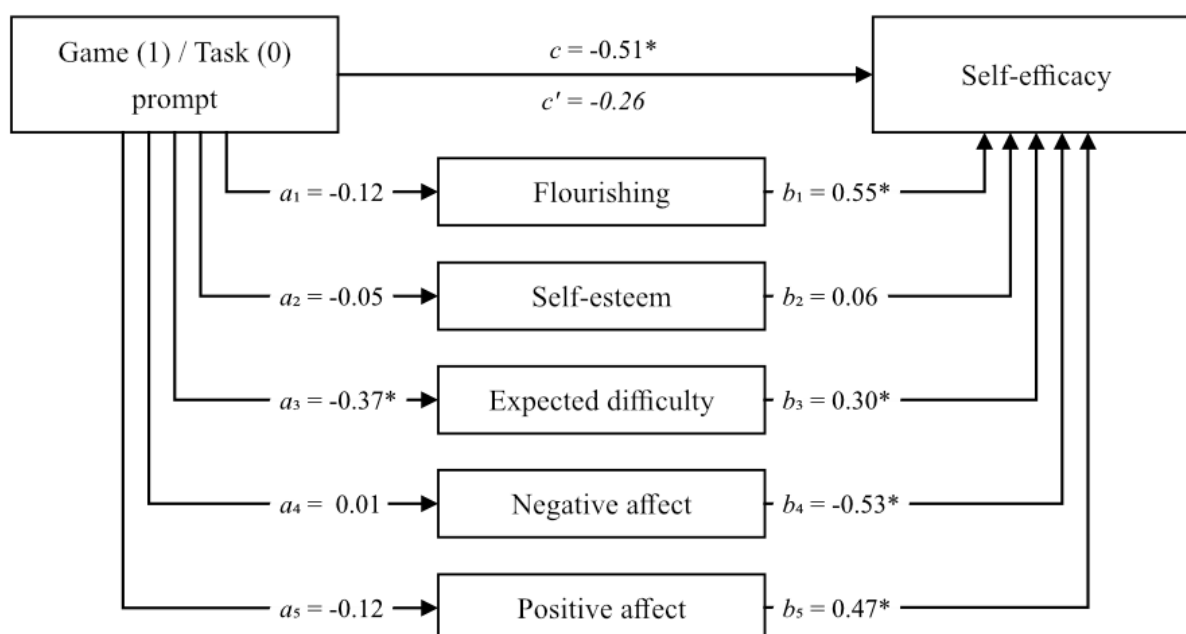 Game (1) / Task (0)
prompt
c = -0.51*
c' = -0.26
Self-efficacy
a₁ = -0.12
Flourishing
b₁ = 0.55*
a₂ = -0.05
Self-esteem
b₂ = 0.06
a₃ = -0.37*
Expected difficulty
b₃ = 0.30*
a₄ = 0.01
Negative affect
b₄ = -0.53*
a₅ = -0.12
Positive affect
b₅ = 0.47*